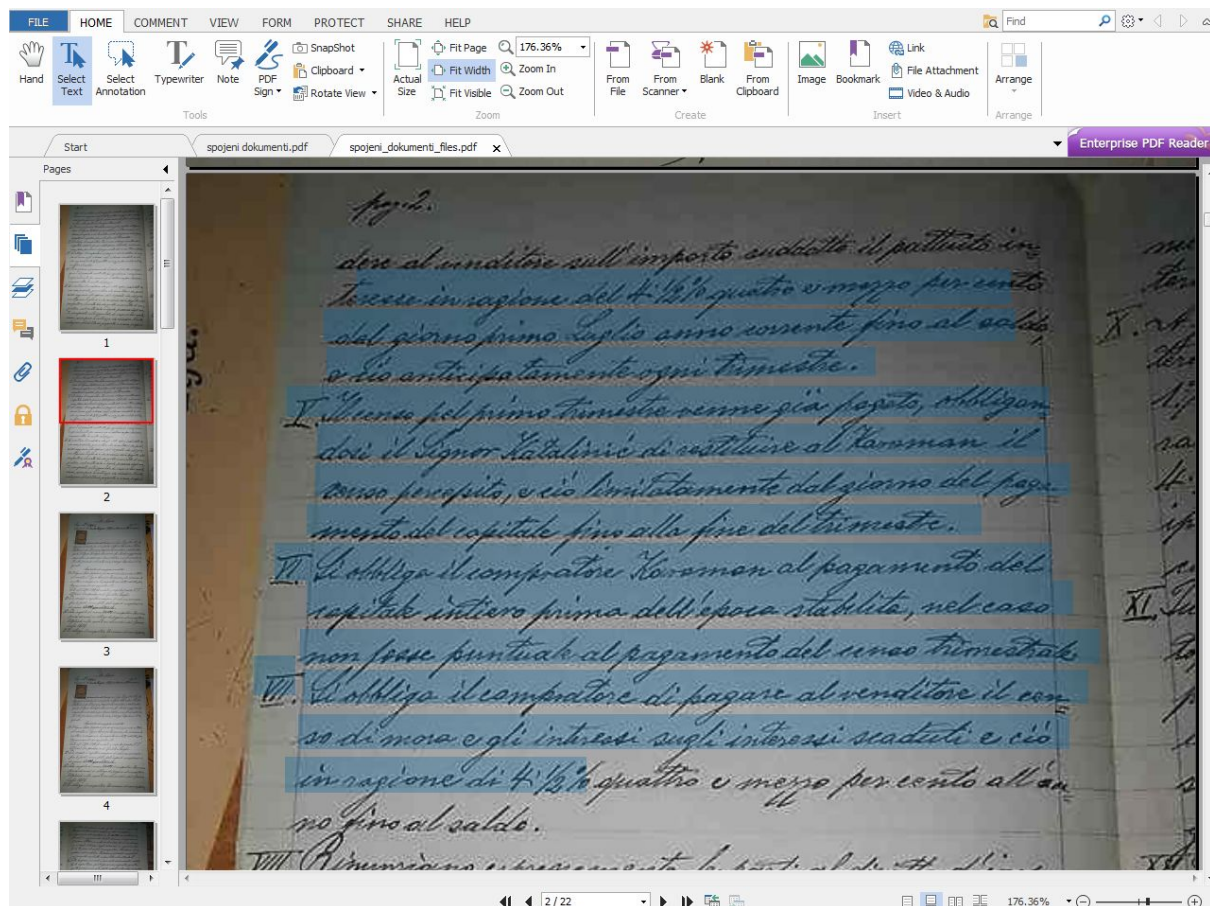 FILE HOME COMMENT VIEW FORM PROTECT SHARE HELP
Find
Hand
Select Text
Select Annotation
Typewriter
Note
PDF Sign
SnapShot
Clipboard
Rotate View
Tools
Actual Size
Fit Page
Fit Width
Fit Visible
176.36%
Zoom In
Zoom Out
Zoom
From File
From Scanner
Blank
From Clipboard
Create
Image
Bookmark
Link
File Attachment
Video & Audio
Insert
Arrange
Arrange
Start spojeni dokumenti.pdf spojeni_dokumenti_files.pdf x
Enterprise PDF Reader
Pages
1
2
3
4
pag. 2.
dere al venditore sull'importo suddetto il pattuito in=
teresse in ragione del 4 1/2 % quatro e mezzo per cento
dal giorno primo Luglio anno corrente fino al saldo,
e ciò anticipatamente ogni trimestre.
V. Il censo pel primo trimestre venne già pagato, obbligan
dosi il Signor Katalinić di restituire al Karaman il
censo percepito, e ciò limitatamente dal giorno del paga=
mento del capitale fino alla fine del trimestre.
VI. Si obbliga il compratore Karaman al pagamento del
capitale intiero prima dell'epoca stabilita, nel caso
non fosse puntuale al pagamento del censo trimestrale
VII. Si obbliga il compratore di pagare al venditore il cen=
so di mora e gli interessi sugli interessi scaduti e ciò
in ragione di 4 1/2 % quattro e mezzo per cento all'an=
no fino al saldo.
VIII Rinunziano espressamente le parti al
X.
XI.
2 / 22
176.36%